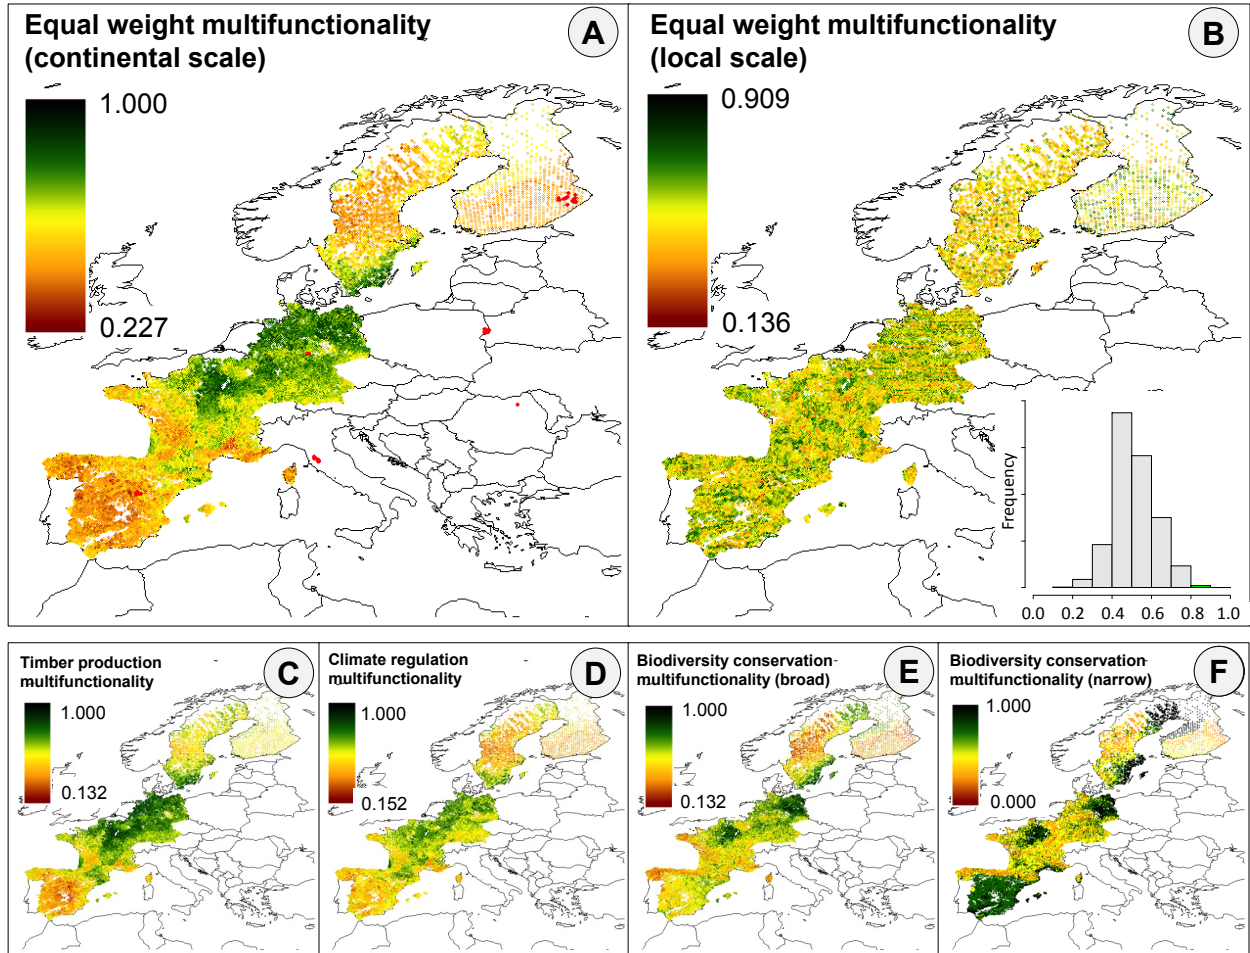 Equal weight multifunctionality
(continental scale)
A
1.000
0.227
Equal weight multifunctionality
(local scale)
B
0.909
0.136
Frequency
0.0 0.2 0.4 0.6 0.8 1.0
Timber production
multifunctionality
C
1.000
0.132
Climate regulation
multifunctionality
D
1.000
0.152
Biodiversity conservation
multifunctionality (broad)
E
1.000
0.132
Biodiversity conservation
multifunctionality (narrow)
F
1.000
0.000